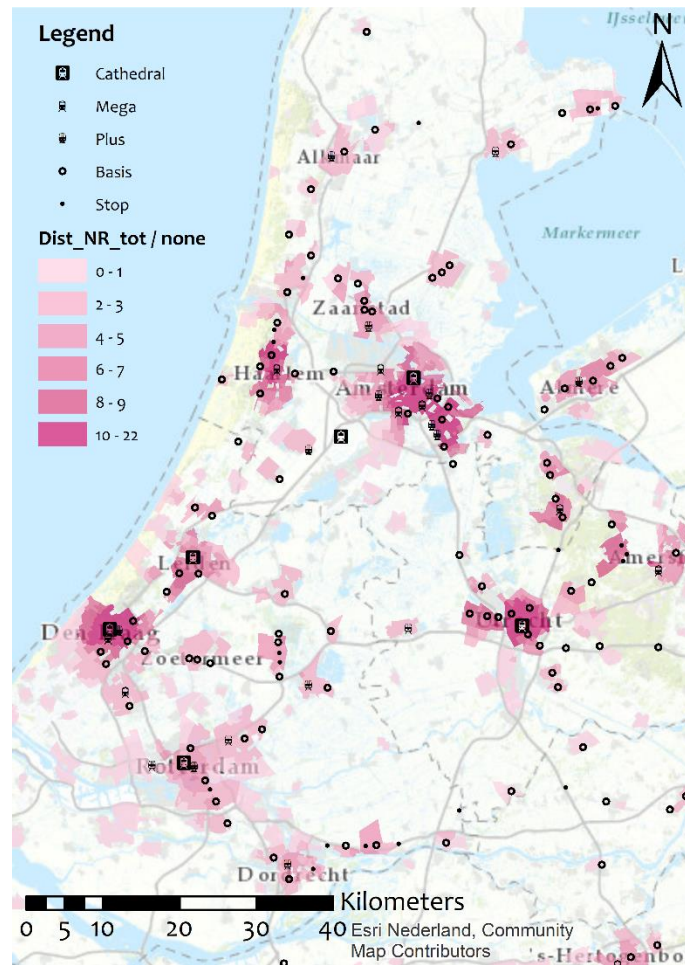 IJsselmeer
N
Legend
Cathedral
Mega
Plus
Basis
Stop
Dist_NR_tot / none
0 - 1
2 - 3
4 - 5
6 - 7
8 - 9
10 - 22
Alkmaar
Markermeer
L
Zaanstad
Haarlem
Amsterdam
Almere
Leiden
Amersf
Den Haag
Utrecht
Zoetermeer
Rotterdam
Dordrecht
Kilometers
0 5 10 20 30 40
Esri Nederland, Community
Map Contributors
's-Hertogenbo